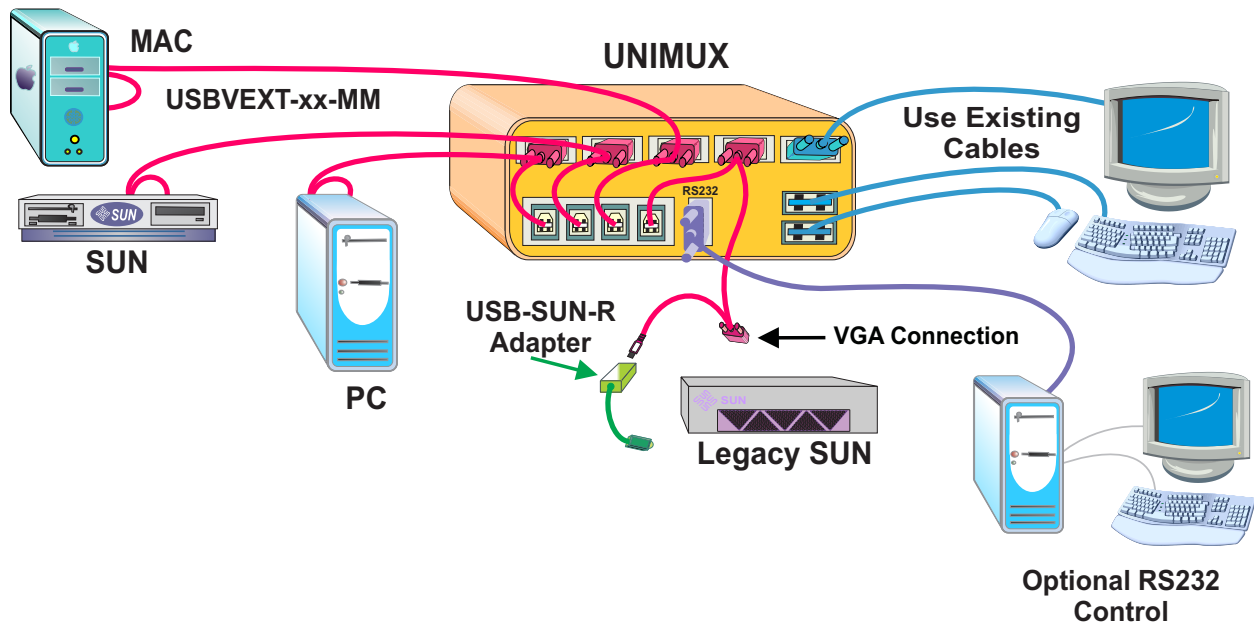 MAC
UNIMUX
USBVEXT-xx-MM
Use Existing
Cables
RS232
SUN
SUN
PC
USB-SUN-R
Adapter
VGA Connection
SUN
Legacy SUN
Optional RS232
Control